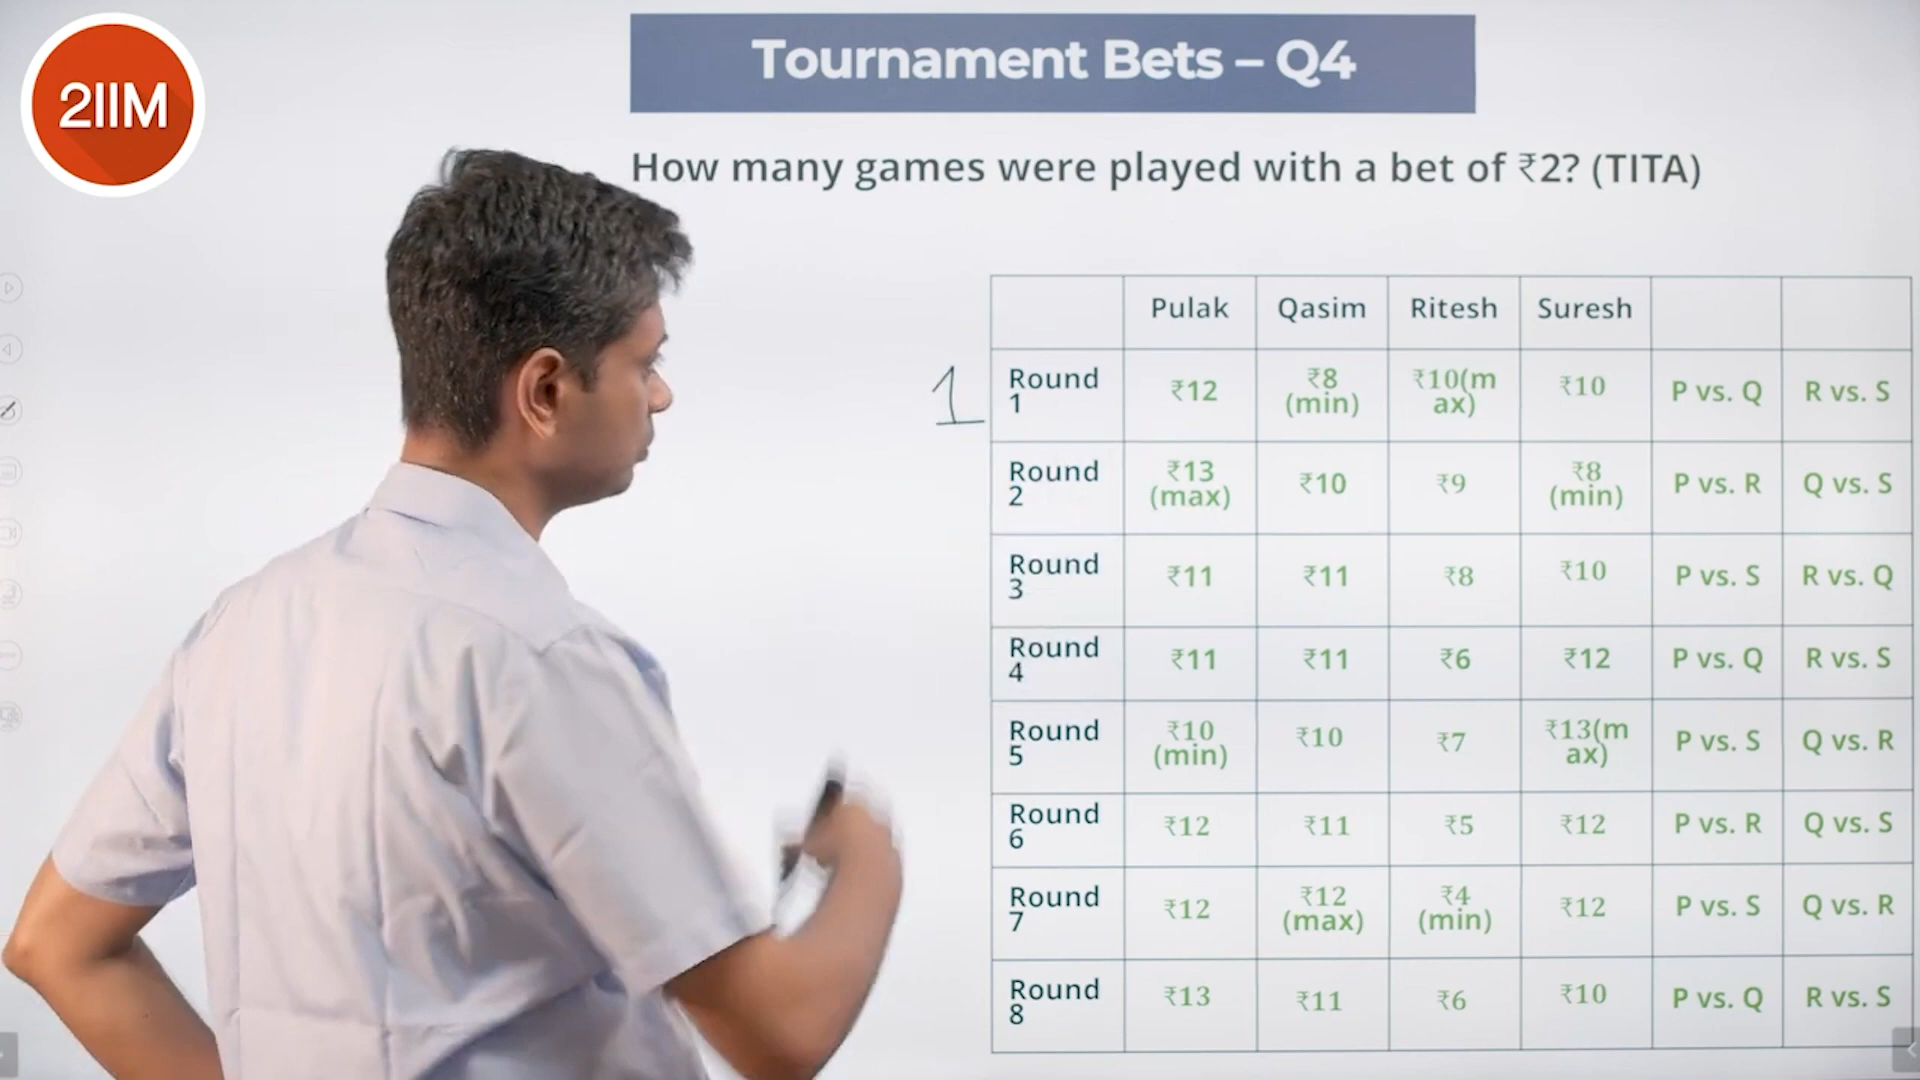 2IIM
Tournament Bets – Q4
How many games were played with a bet of ₹2? (TITA)
Pulak Qasim Ritesh Suresh
1
Round 1 ₹12 ₹8 (min) ₹10(max) ₹10 P vs. Q R vs. S
Round 2 ₹13 (max) ₹10 ₹9 ₹8 (min) P vs. R Q vs. S
Round 3 ₹11 ₹11 ₹8 ₹10 P vs. S R vs. Q
Round 4 ₹11 ₹11 ₹6 ₹12 P vs. Q R vs. S
Round 5 ₹10 (min) ₹10 ₹7 ₹13(max) P vs. S Q vs. R
Round 6 ₹12 ₹11 ₹5 ₹12 P vs. R Q vs. S
Round 7 ₹12 ₹12 (max) ₹4 (min) ₹12 P vs. S Q vs. R
Round 8 ₹13 ₹11 ₹6 ₹10 P vs. Q R vs. S